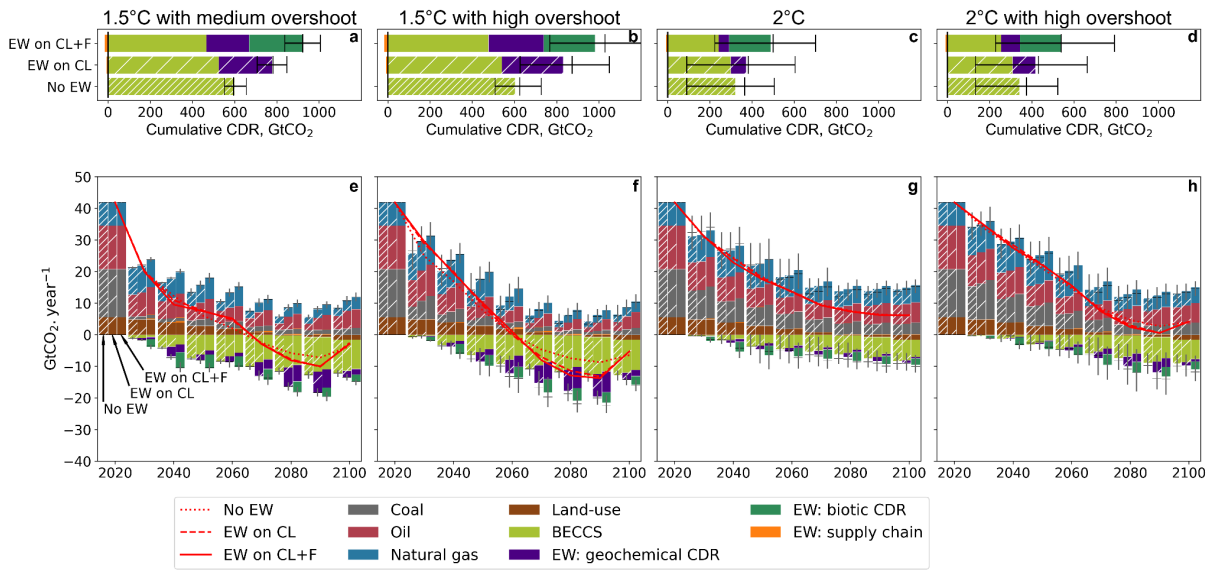 1.5°C with medium overshoot
1.5°C with high overshoot
2°C
2°C with high overshoot
a
b
c
d
EW on CL+F
EW on CL
No EW
0 200 400 600 800 1000
0 200 400 600 800 1000
0 200 400 600 800 1000
0 200 400 600 800 1000
Cumulative CDR, GtCO₂
Cumulative CDR, GtCO₂
Cumulative CDR, GtCO₂
Cumulative CDR, GtCO₂
e
f
g
h
GtCO₂. year⁻¹
50
40
30
20
10
0
−10
−20
−30
−40
EW on CL+F
EW on CL
No EW
2020 2040 2060 2080 2100
2020 2040 2060 2080 2100
2020 2040 2060 2080 2100
2020 2040 2060 2080 2100
No EW
EW on CL
EW on CL+F
Coal
Oil
Natural gas
Land-use
BECCS
EW: geochemical CDR
EW: biotic CDR
EW: supply chain